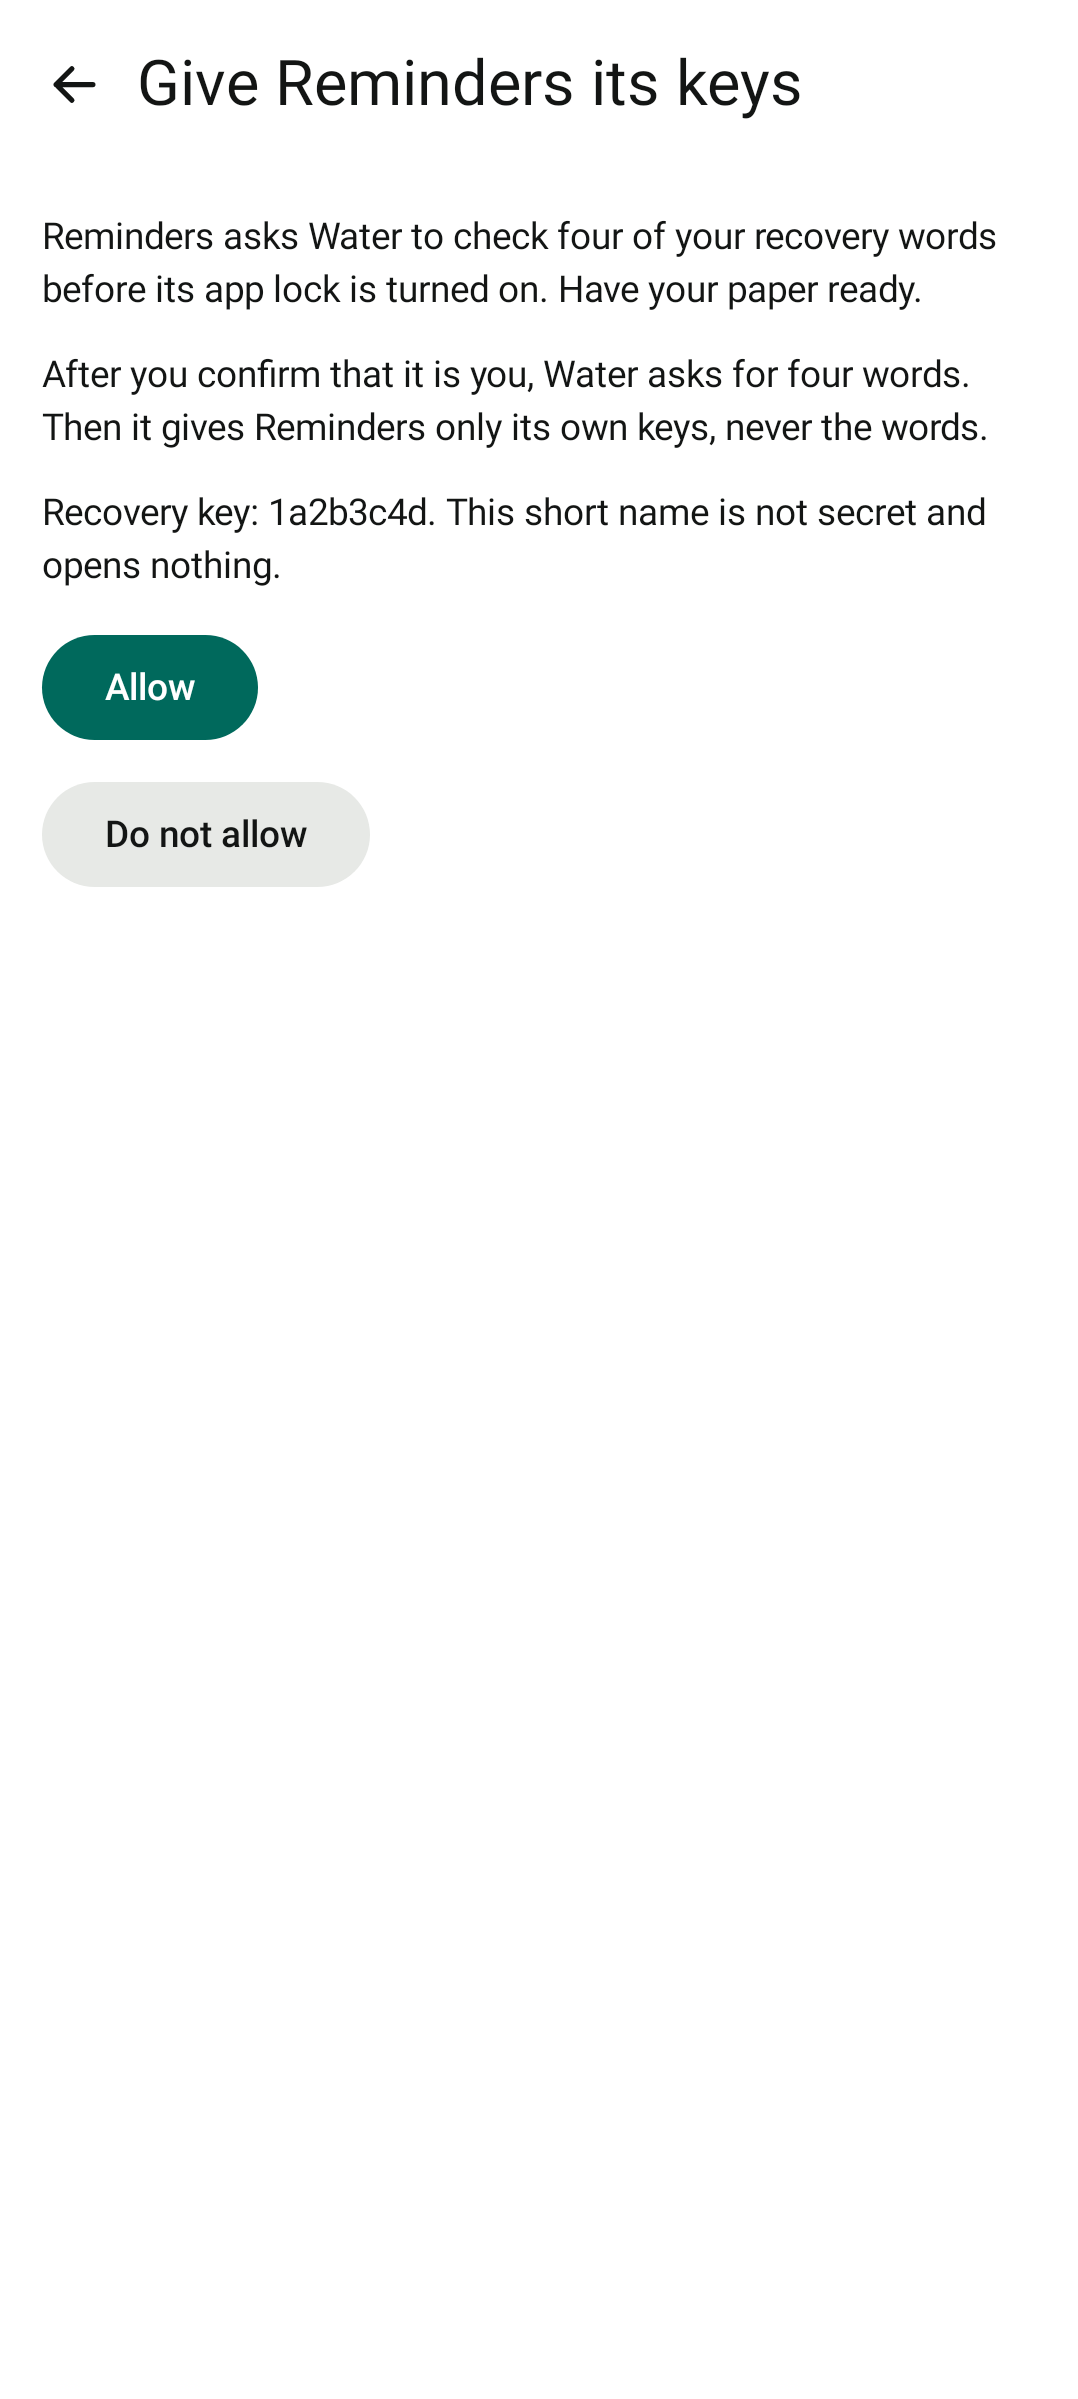 Give Reminders its keys
Reminders asks Water to check four of your recovery words
before its app lock is turned on. Have your paper ready.
After you confirm that it is you, Water asks for four words.
Then it gives Reminders only its own keys, never the words.
Recovery key: 1a2b3c4d. This short name is not secret and
opens nothing.
Allow
Do not allow